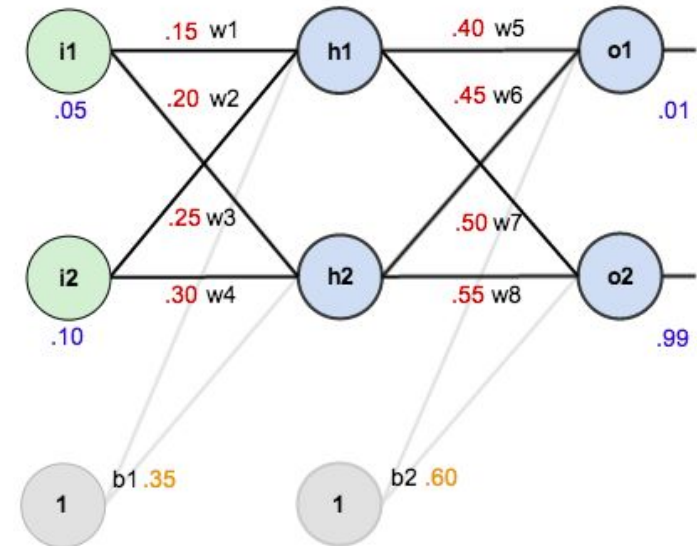 .15 w1
.40 w5
i1
h1
o1
.20 w2
.45 w6
.05
.01
.25 w3
.50 w7
i2
h2
o2
.30 w4
.55 w8
.10
.99
b1 .35
b2 .60
1
1